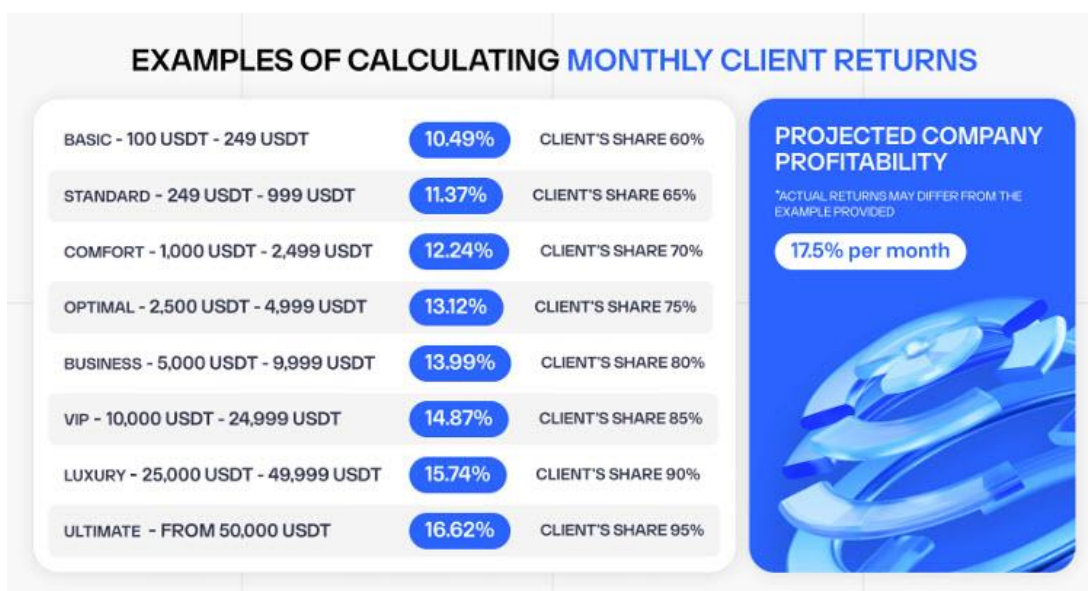 EXAMPLES OF CALCULATING MONTHLY CLIENT RETURNS
BASIC - 100 USDT - 249 USDT 10.49% CLIENT'S SHARE 60%
STANDARD - 249 USDT - 999 USDT 11.37% CLIENT'S SHARE 65%
COMFORT - 1,000 USDT - 2,499 USDT 12.24% CLIENT'S SHARE 70%
OPTIMAL - 2,500 USDT - 4,999 USDT 13.12% CLIENT'S SHARE 75%
BUSINESS - 5,000 USDT - 9,999 USDT 13.99% CLIENT'S SHARE 80%
VIP - 10,000 USDT - 24,999 USDT 14.87% CLIENT'S SHARE 85%
LUXURY - 25,000 USDT - 49,999 USDT 15.74% CLIENT'S SHARE 90%
ULTIMATE - FROM 50,000 USDT 16.62% CLIENT'S SHARE 95%
PROJECTED COMPANY
PROFITABILITY
*ACTUAL RETURNS MAY DIFFER FROM THE
EXAMPLE PROVIDED
17.5% per month